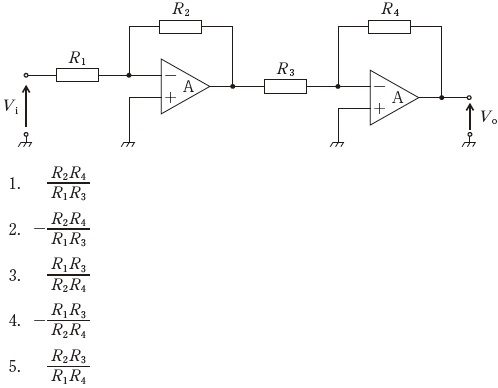 R₂ R₄
R₁ R₃
− −
A A
+ +
Vᵢ Vₒ
1. R₂R₄/R₁R₃
2. −R₂R₄/R₁R₃
3. R₁R₃/R₂R₄
4. −R₁R₃/R₂R₄
5. R₂R₃/R₁R₄